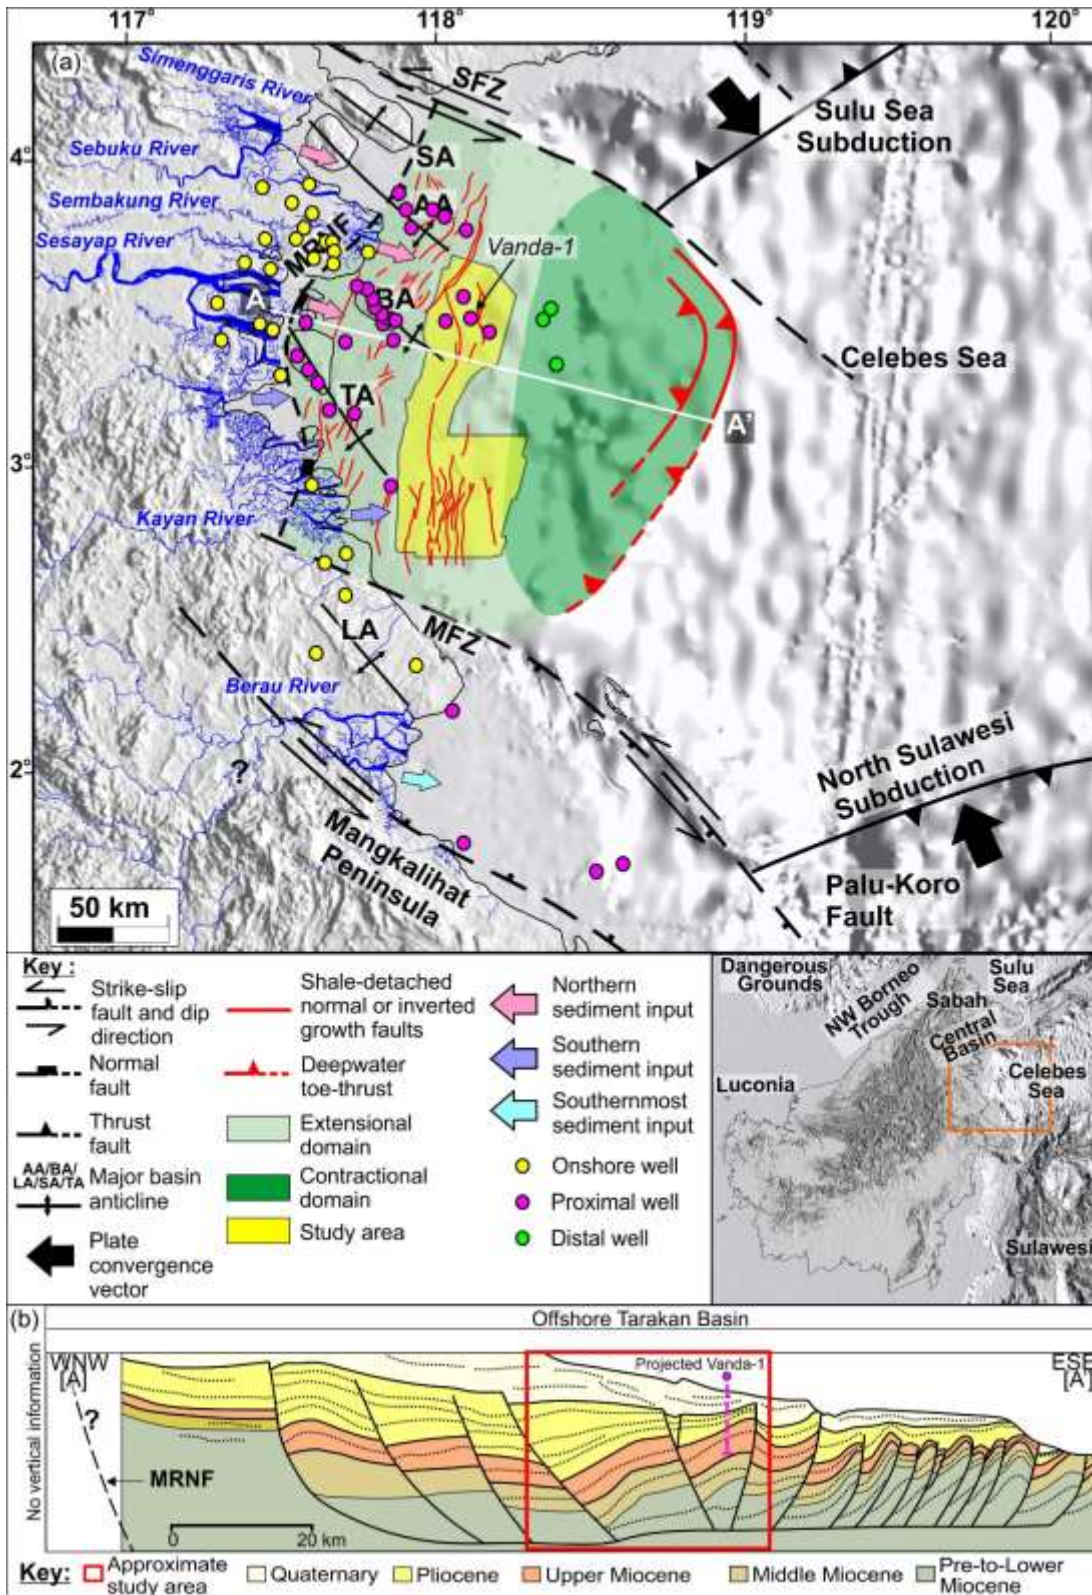 117° 118° 119° 120°
(a)
Simenggaris River
SFZ
Sulu Sea
Subduction
4°
Sebuku River
SA
Sembakung River
AA
Sesayap River
MRNF
Vanda-1
A
BA
Celebes Sea
TA
A'
3°
Kayan River
MFZ
LA
Berau River
?
2°
North Sulawesi
Subduction
Mangkalihat
Peninsula
Palu-Koro
Fault
50 km
Key :
Strike-slip
fault and dip
direction
Normal
fault
Thrust
fault
AA/BA/
LA/SA/TA
Major basin
anticline
Plate
convergence
vector
Shale-detached
normal or inverted
growth faults
Deepwater
toe-thrust
Extensional
domain
Contractional
domain
Study area
Northern
sediment input
Southern
sediment input
Southernmost
sediment input
Onshore well
Proximal well
Distal well
Dangerous
Grounds
NW Borneo
Trough
Sulu
Sea
Sabah
Central
Basin
Luconia
Celebes
Sea
Sulawesi
(b)
Offshore Tarakan Basin
No vertical information
WNW
[A]
Projected Vanda-1
ESE
[A']
?
MRNF
0 20 km
Key: Approximate study area Quaternary Pliocene Upper Miocene Middle Miocene Pre-to-Lower Miocene